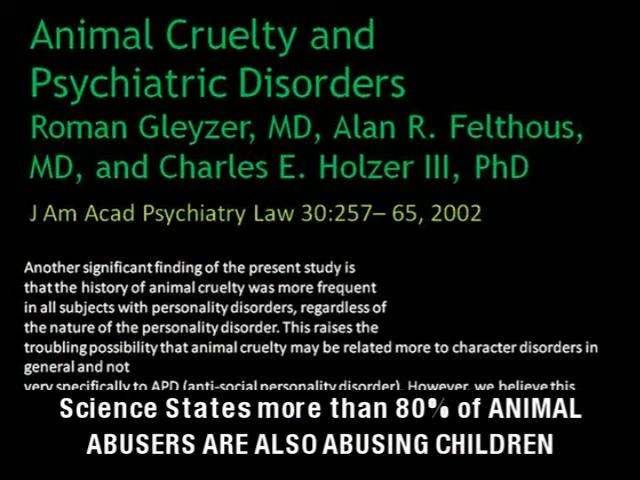 Animal Cruelty and
Psychiatric Disorders
Roman Gleyzer, MD, Alan R. Felthous,
MD, and Charles E. Holzer III, PhD
J Am Acad Psychiatry Law 30:257– 65, 2002
Another significant finding of the present study is
that the history of animal cruelty was more frequent
in all subjects with personality disorders, regardless of
the nature of the personality disorder. This raises the
troubling possibility that animal cruelty may be related more to character disorders in
general and not
very specifically to APD (anti-social personality disorder). However, we believe this
Science States more than 80% of ANIMAL
ABUSERS ARE ALSO ABUSING CHILDREN